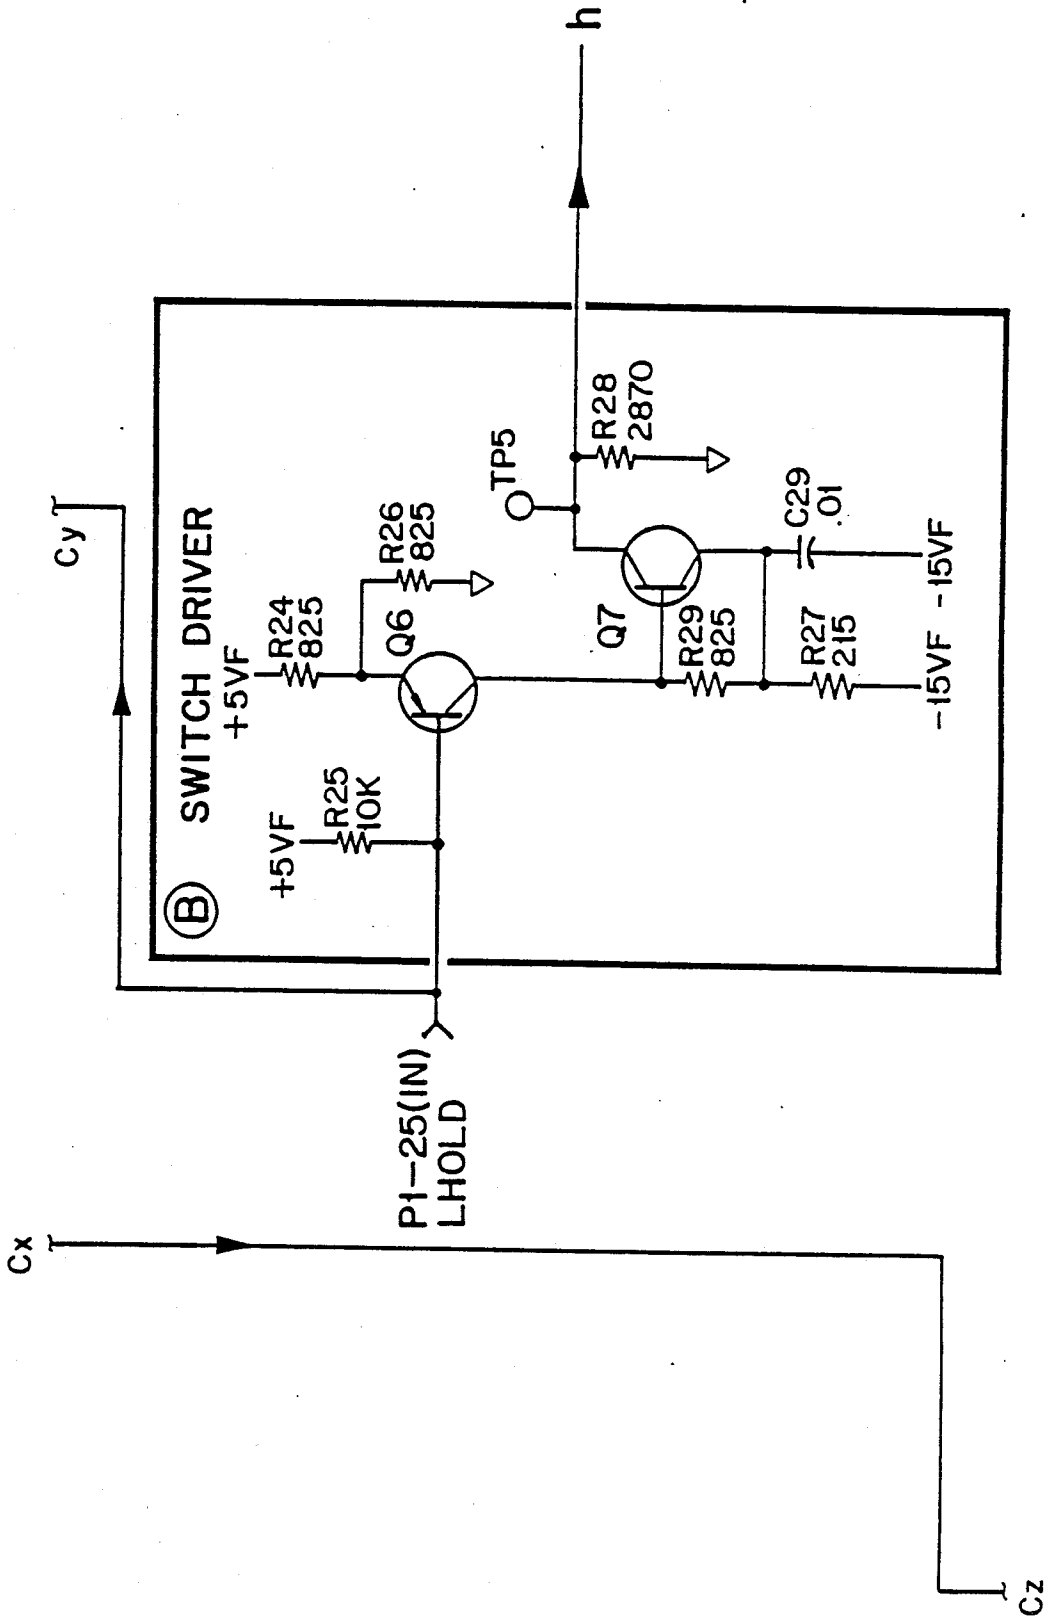 Cx
Cy
h
B
SWITCH DRIVER
+5VF
R24
825
+5VF
R25
10K
R26
825
Q6
TP5
P1-25(IN)
LHOLD
Q7
R28
2870
R29
825
C29
.01
R27
215
-15VF
-15VF
Cz